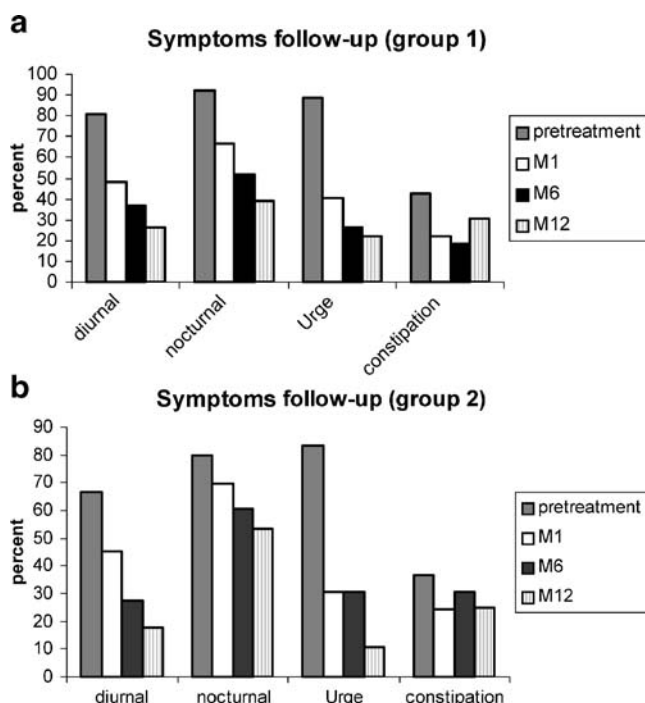 a
Symptoms follow-up (group 1)
percent
100
90
80
70
60
50
40
30
20
10
0
diurnal
nocturnal
Urge
constipation
pretreatment
M1
M6
M12
b
Symptoms follow-up (group 2)
percent
90
80
70
60
50
40
30
20
10
0
diurnal
nocturnal
Urge
constipation
pretreatment
M1
M6
M12